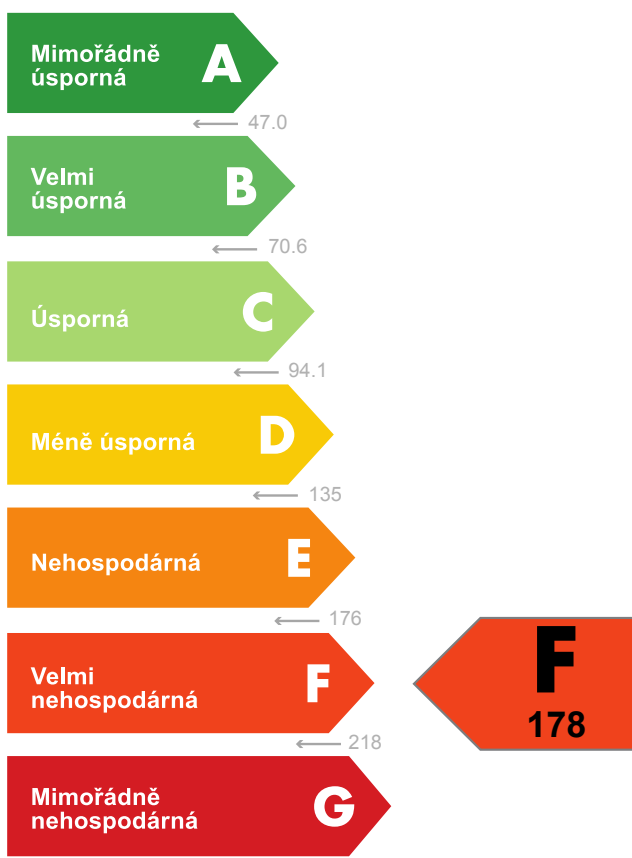 Mimořádně
úsporná
A
← 47.0
Velmi
úsporná
B
← 70.6
Úsporná
C
← 94.1
Méně úsporná
D
← 135
Nehospodárná
E
← 176
Velmi
nehospodárná
F
F
178
← 218
Mimořádně
nehospodárná
G